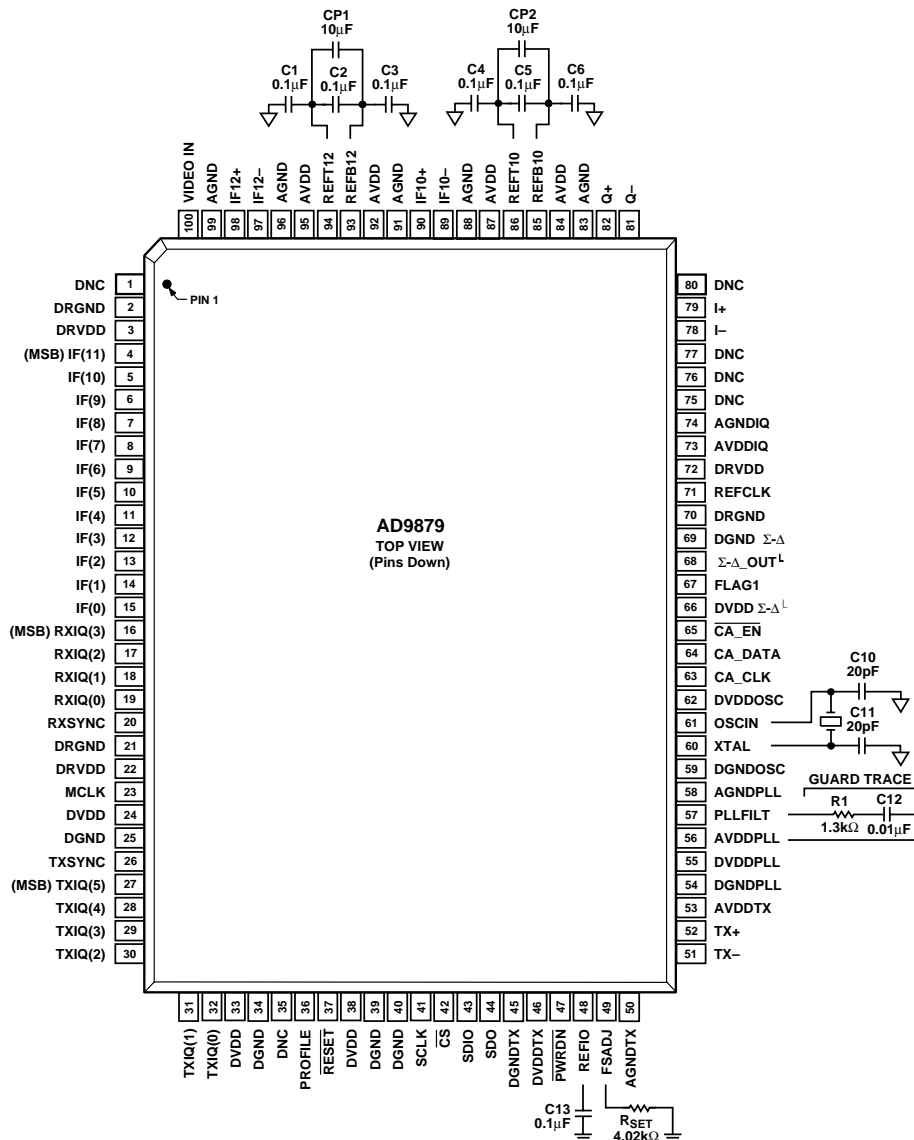 CP1
10µF
C1
0.1µF
C2
0.1µF
C3
0.1µF
CP2
10µF
C4
0.1µF
C5
0.1µF
C6
0.1µF
VIDEO IN
AGND
IF12+
IF12–
AGND
AVDD
REFT12
REFB12
AVDD
AGND
IF10+
IF10–
AGND
AVDD
REFT10
REFB10
AVDD
AGND
Q+
Q–
100 99 98 97 96 95 94 93 92 91 90 89 88 87 86 85 84 83 82 81
PIN 1
DNC 1
DRGND 2
DRVDD 3
(MSB) IF(11) 4
IF(10) 5
IF(9) 6
IF(8) 7
IF(7) 8
IF(6) 9
IF(5) 10
IF(4) 11
IF(3) 12
IF(2) 13
IF(1) 14
IF(0) 15
(MSB) RXIQ(3) 16
RXIQ(2) 17
RXIQ(1) 18
RXIQ(0) 19
RXSYNC 20
DRGND 21
DRVDD 22
MCLK 23
DVDD 24
DGND 25
TXSYNC 26
(MSB) TXIQ(5) 27
TXIQ(4) 28
TXIQ(3) 29
TXIQ(2) 30
AD9879
TOP VIEW
(Pins Down)
80 DNC
79 I+
78 I–
77 DNC
76 DNC
75 DNC
74 AGNDIQ
73 AVDDIQ
72 DRVDD
71 REFCLK
70 DRGND
69 DGND Σ-Δ
68 Σ-Δ_OUT└
67 FLAG1
66 DVDD Σ-Δ└
65 CA_EN
64 CA_DATA
63 CA_CLK
62 DVDDOSC
61 OSCIN
60 XTAL
59 DGNDOSC
58 AGNDPLL
57 PLLFILT
56 AVDDPLL
55 DVDDPLL
54 DGNDPLL
53 AVDDTX
52 TX+
51 TX–
C10
20pF
C11
20pF
GUARD TRACE
R1
1.3kΩ
C12
0.01µF
31 32 33 34 35 36 37 38 39 40 41 42 43 44 45 46 47 48 49 50
TXIQ(1)
TXIQ(0)
DVDD
DGND
DNC
PROFILE
RESET
DVDD
DGND
DGND
SCLK
CS
SDIO
SDO
DGNDTX
DVDDTX
PWRDN
REFIO
FSADJ
AGNDTX
C13
0.1µF
RSET
4.02kΩ